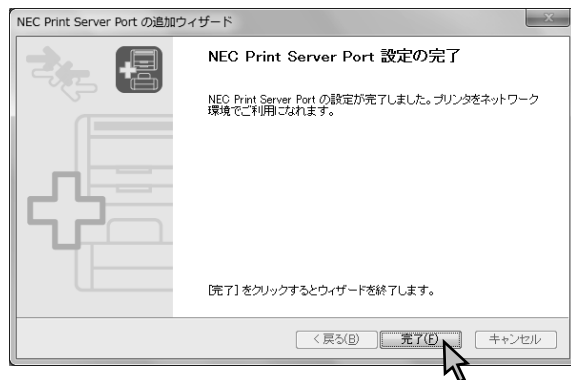 NEC Print Server Port の追加ウィザード
NEC Print Server Port 設定の完了
NEC Print Server Port の設定が完了しました。プリンタをネットワーク
環境でご利用になれます。
[完了] をクリックするとウィザードを終了します。
< 戻る(B)
完了(F)
キャンセル